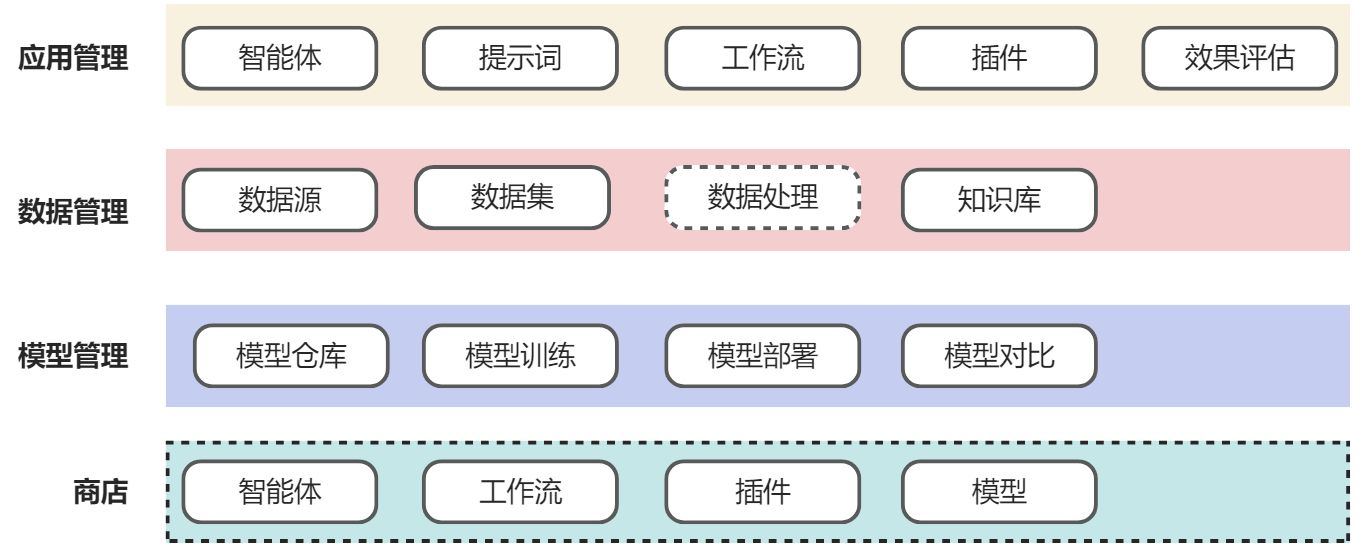 应用管理
智能体
提示词
工作流
插件
效果评估
数据管理
数据源
数据集
数据处理
知识库
模型管理
模型仓库
模型训练
模型部署
模型对比
商店
智能体
工作流
插件
模型